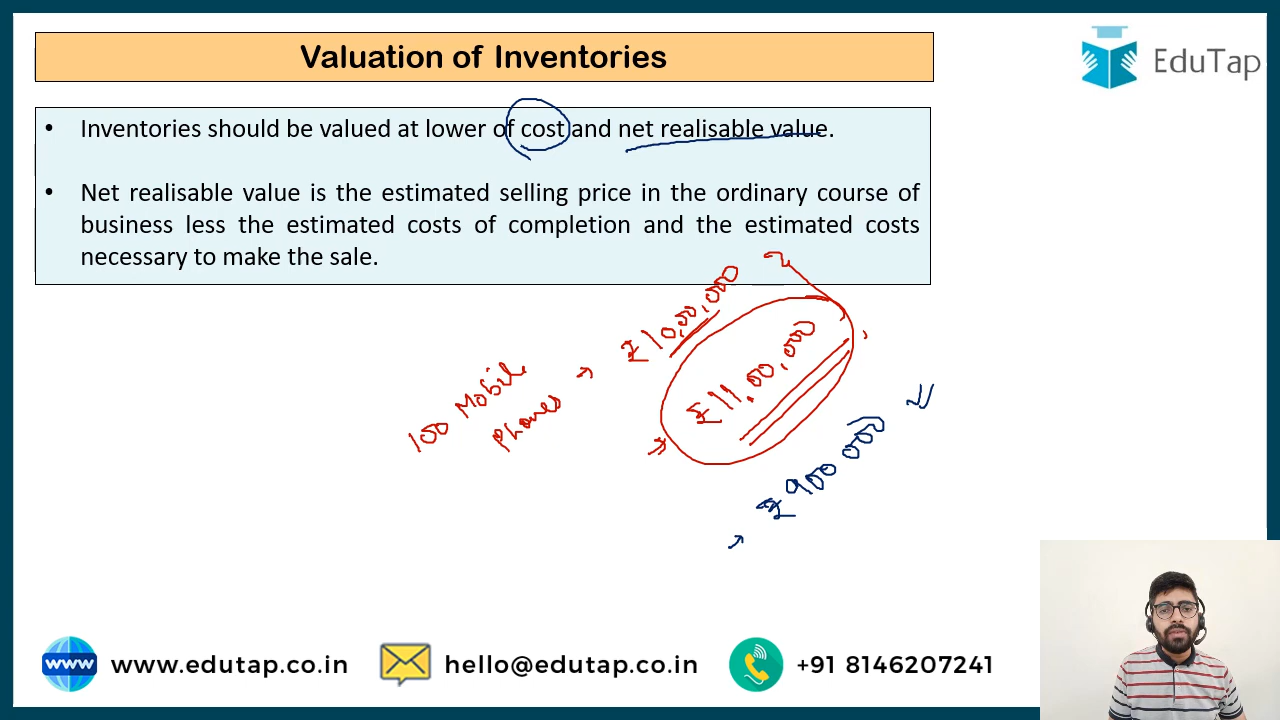 Valuation of Inventories
EduTap
• Inventories should be valued at lower of cost and net realisable value.
• Net realisable value is the estimated selling price in the ordinary course of
business less the estimated costs of completion and the estimated costs
necessary to make the sale.
100 Mobile
Phones → ₹10,00,000
→ ₹11,00,000
→ ₹900 000
www
www.edutap.co.in
hello@edutap.co.in
+91 8146207241